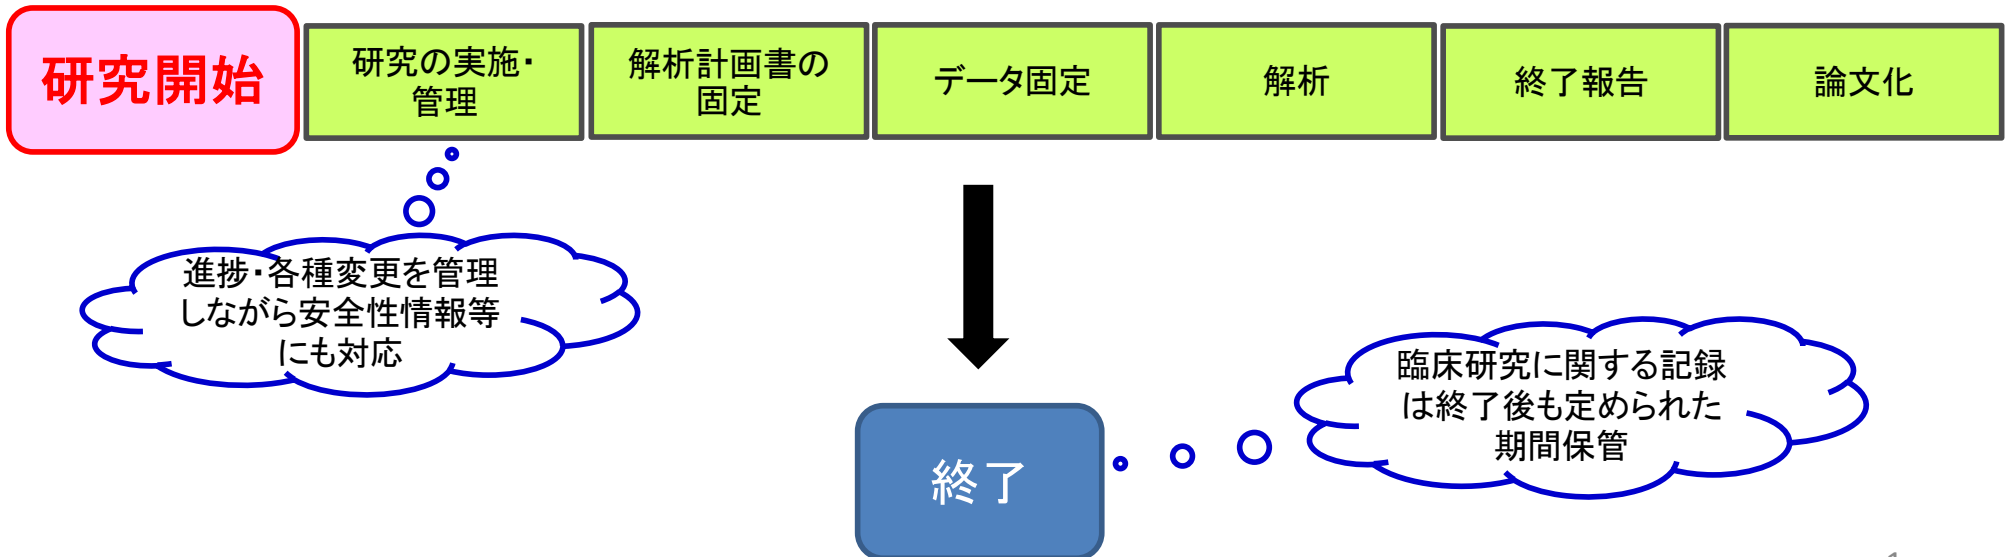 研究開始
研究の実施・
管理
解析計画書の
固定
データ固定
解析
終了報告
論文化
進捗・各種変更を管理
しながら安全性情報等
にも対応
臨床研究に関する記録
は終了後も定められた
期間保管
終了